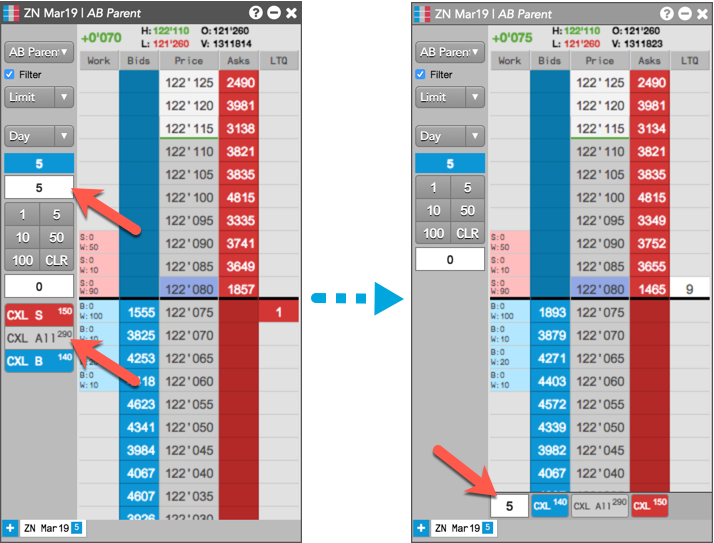 ZN Mar19 | AB Parent
AB Paren
+0'070
H: 122'110 O: 121'260
L: 121'260 V: 1311814
Filter
Limit
Day
5
5
1 5
10 50
100 CLR
0
CXL S 150
CXL All 290
CXL B 140
Work Bids Price Asks LTQ
122'125 2490
122'120 3981
122'115 3138
122'110 3821
122'105 3835
122'100 4815
122'095 3335
S:0
W:50 122'090 3741
S:0
W:10 122'085 3649
S:0
W:90 122'080 1857
B:0
W:100 1555 122'075 1
3825 122'070
4253 122'065
B:0
W:10 122'060
4623 122'055
4341 122'050
3984 122'045
4067 122'040
4607 122'035
3926 122'030
+ ZN Mar19 5
ZN Mar19 | AB Parent
AB Paren
+0'075
H: 122'110 O: 121'260
L: 121'260 V: 1311823
Filter
Limit
Day
5
1 5
10 50
100 CLR
0
Work Bids Price Asks LTQ
122'125 2490
122'120 3981
122'115 3134
122'110 3821
122'105 3835
122'100 4815
122'095 3349
S:0
W:50 122'090 3752
S:0
W:10 122'085 3655
S:0
W:90 122'080 1465 9
B:0
W:100 1893 122'075
B:0
W:10 3879 122'070
B:0
W:20 4271 122'065
B:0
W:10 4403 122'060
4572 122'055
4339 122'050
3982 122'045
4067 122'040
5 CXL 140 CXL All 290 CXL 150
+ ZN Mar19 5